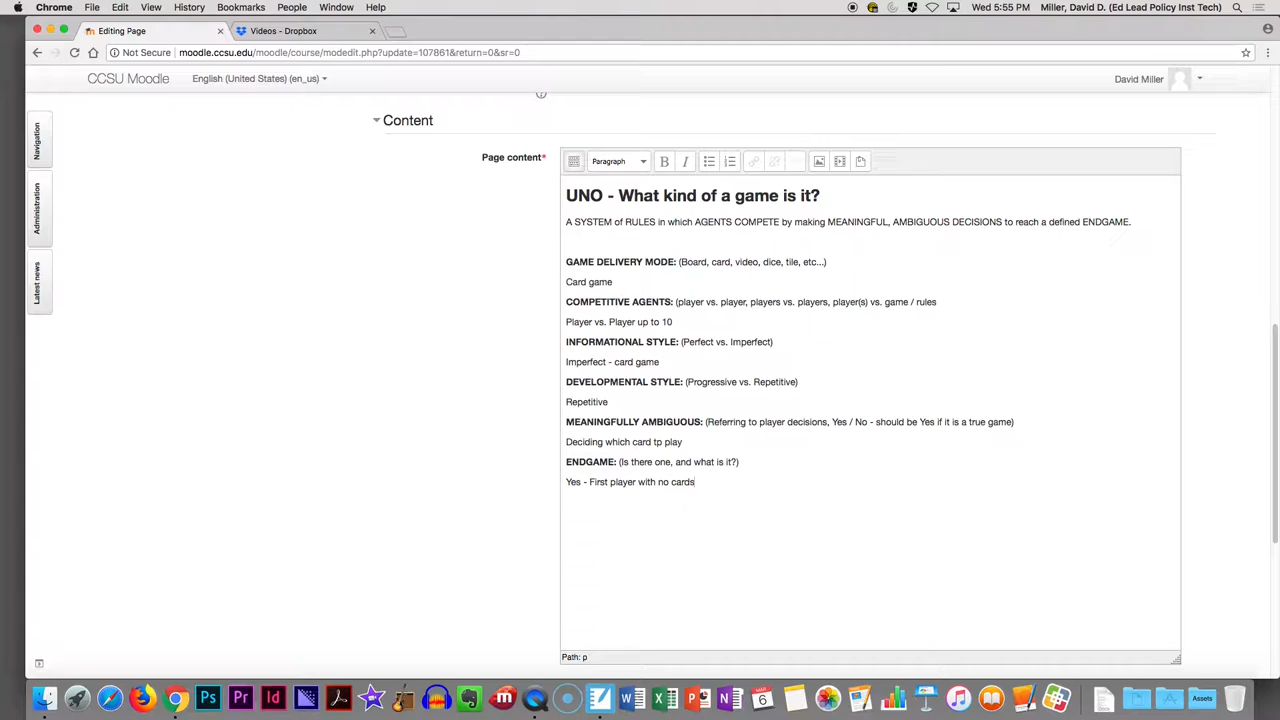 Chrome File Edit View History Bookmarks People Window Help Wed 5:55 PM Miller, David D. (Ed Lead Policy Inst Tech)
Editing Page Videos - Dropbox
Not Secure moodle.ccsu.edu/moodle/course/modedit.php?update=107861&return=0&sr=0
CCSU Moodle English (United States) (en_us) David Miller
Navigation
Administration
Latest news
Content
Page content*
Paragraph B I
UNO - What kind of a game is it?
A SYSTEM of RULES in which AGENTS COMPETE by making MEANINGFUL, AMBIGUOUS DECISIONS to reach a defined ENDGAME.
GAME DELIVERY MODE: (Board, card, video, dice, tile, etc...)
Card game
COMPETITIVE AGENTS: (player vs. player, players vs. players, player(s) vs. game / rules
Player vs. Player up to 10
INFORMATIONAL STYLE: (Perfect vs. Imperfect)
Imperfect - card game
DEVELOPMENTAL STYLE: (Progressive vs. Repetitive)
Repetitive
MEANINGFULLY AMBIGUOUS: (Referring to player decisions, Yes / No - should be Yes if it is a true game)
Deciding which card tp play
ENDGAME: (Is there one, and what is it?)
Yes - First player with no cards
Path: p
Ps Pr Id W X P N 6 Assets